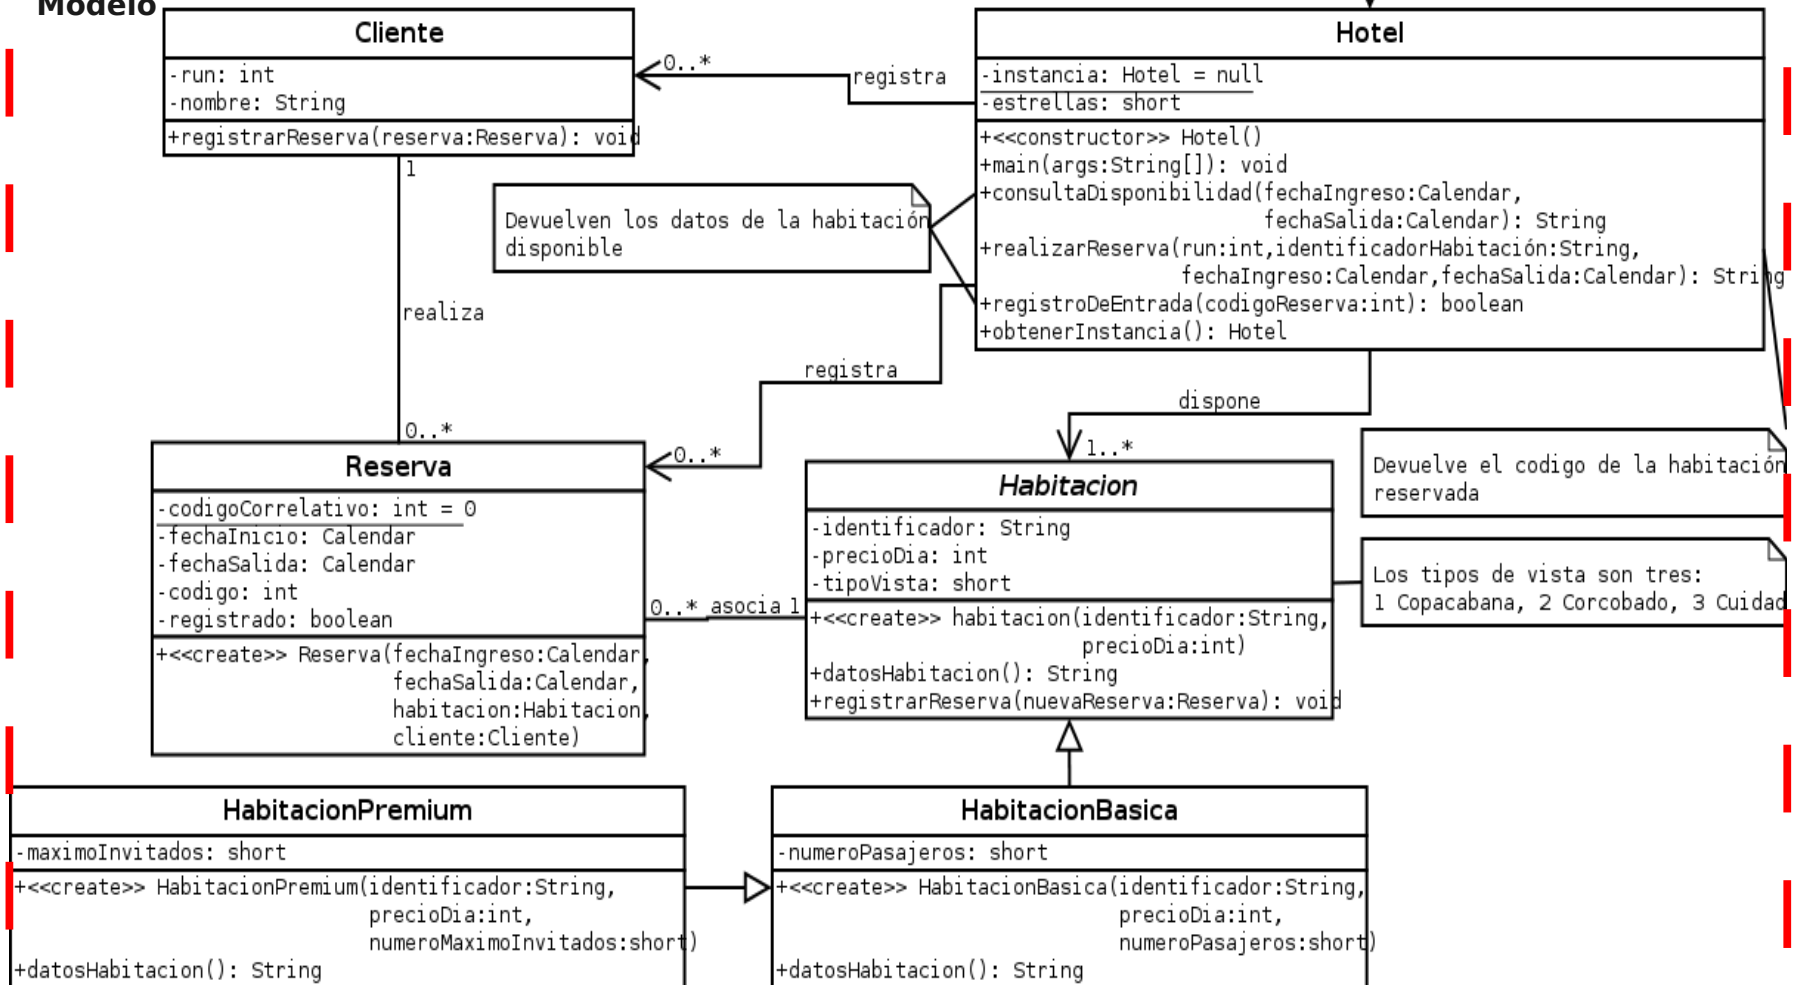 Modelo
Cliente
-run: int
-nombre: String
+registrarReserva(reserva:Reserva): void
0..*
registra
Hotel
-instancia: Hotel = null
-estrellas: short
+<<constructor>> Hotel()
+main(args:String[]): void
+consultaDisponibilidad(fechaIngreso:Calendar,
fechaSalida:Calendar): String
+realizarReserva(run:int,identificadorHabitación:String,
fechaIngreso:Calendar,fechaSalida:Calendar): String
+registroDeEntrada(codigoReserva:int): boolean
+obtenerInstancia(): Hotel
1
Devuelven los datos de la habitación
disponible
realiza
registra
dispone
0..*
0..*
1..*
Reserva
-codigoCorrelativo: int = 0
-fechaInicio: Calendar
-fechaSalida: Calendar
-codigo: int
-registrado: boolean
+<<create>> Reserva(fechaIngreso:Calendar,
fechaSalida:Calendar,
habitacion:Habitacion,
cliente:Cliente)
0..* asocia 1
Habitacion
-identificador: String
-precioDia: int
-tipoVista: short
+<<create>> habitacion(identificador:String,
precioDia:int)
+datosHabitacion(): String
+registrarReserva(nuevaReserva:Reserva): void
Devuelve el codigo de la habitación
reservada
Los tipos de vista son tres:
1 Copacabana, 2 Corcobado, 3 Cuidad
HabitacionPremium
-maximoInvitados: short
+<<create>> HabitacionPremium(identificador:String,
precioDia:int,
numeroMaximoInvitados:short)
+datosHabitacion(): String
HabitacionBasica
-numeroPasajeros: short
+<<create>> HabitacionBasica(identificador:String,
precioDia:int,
numeroPasajeros:short)
+datosHabitacion(): String